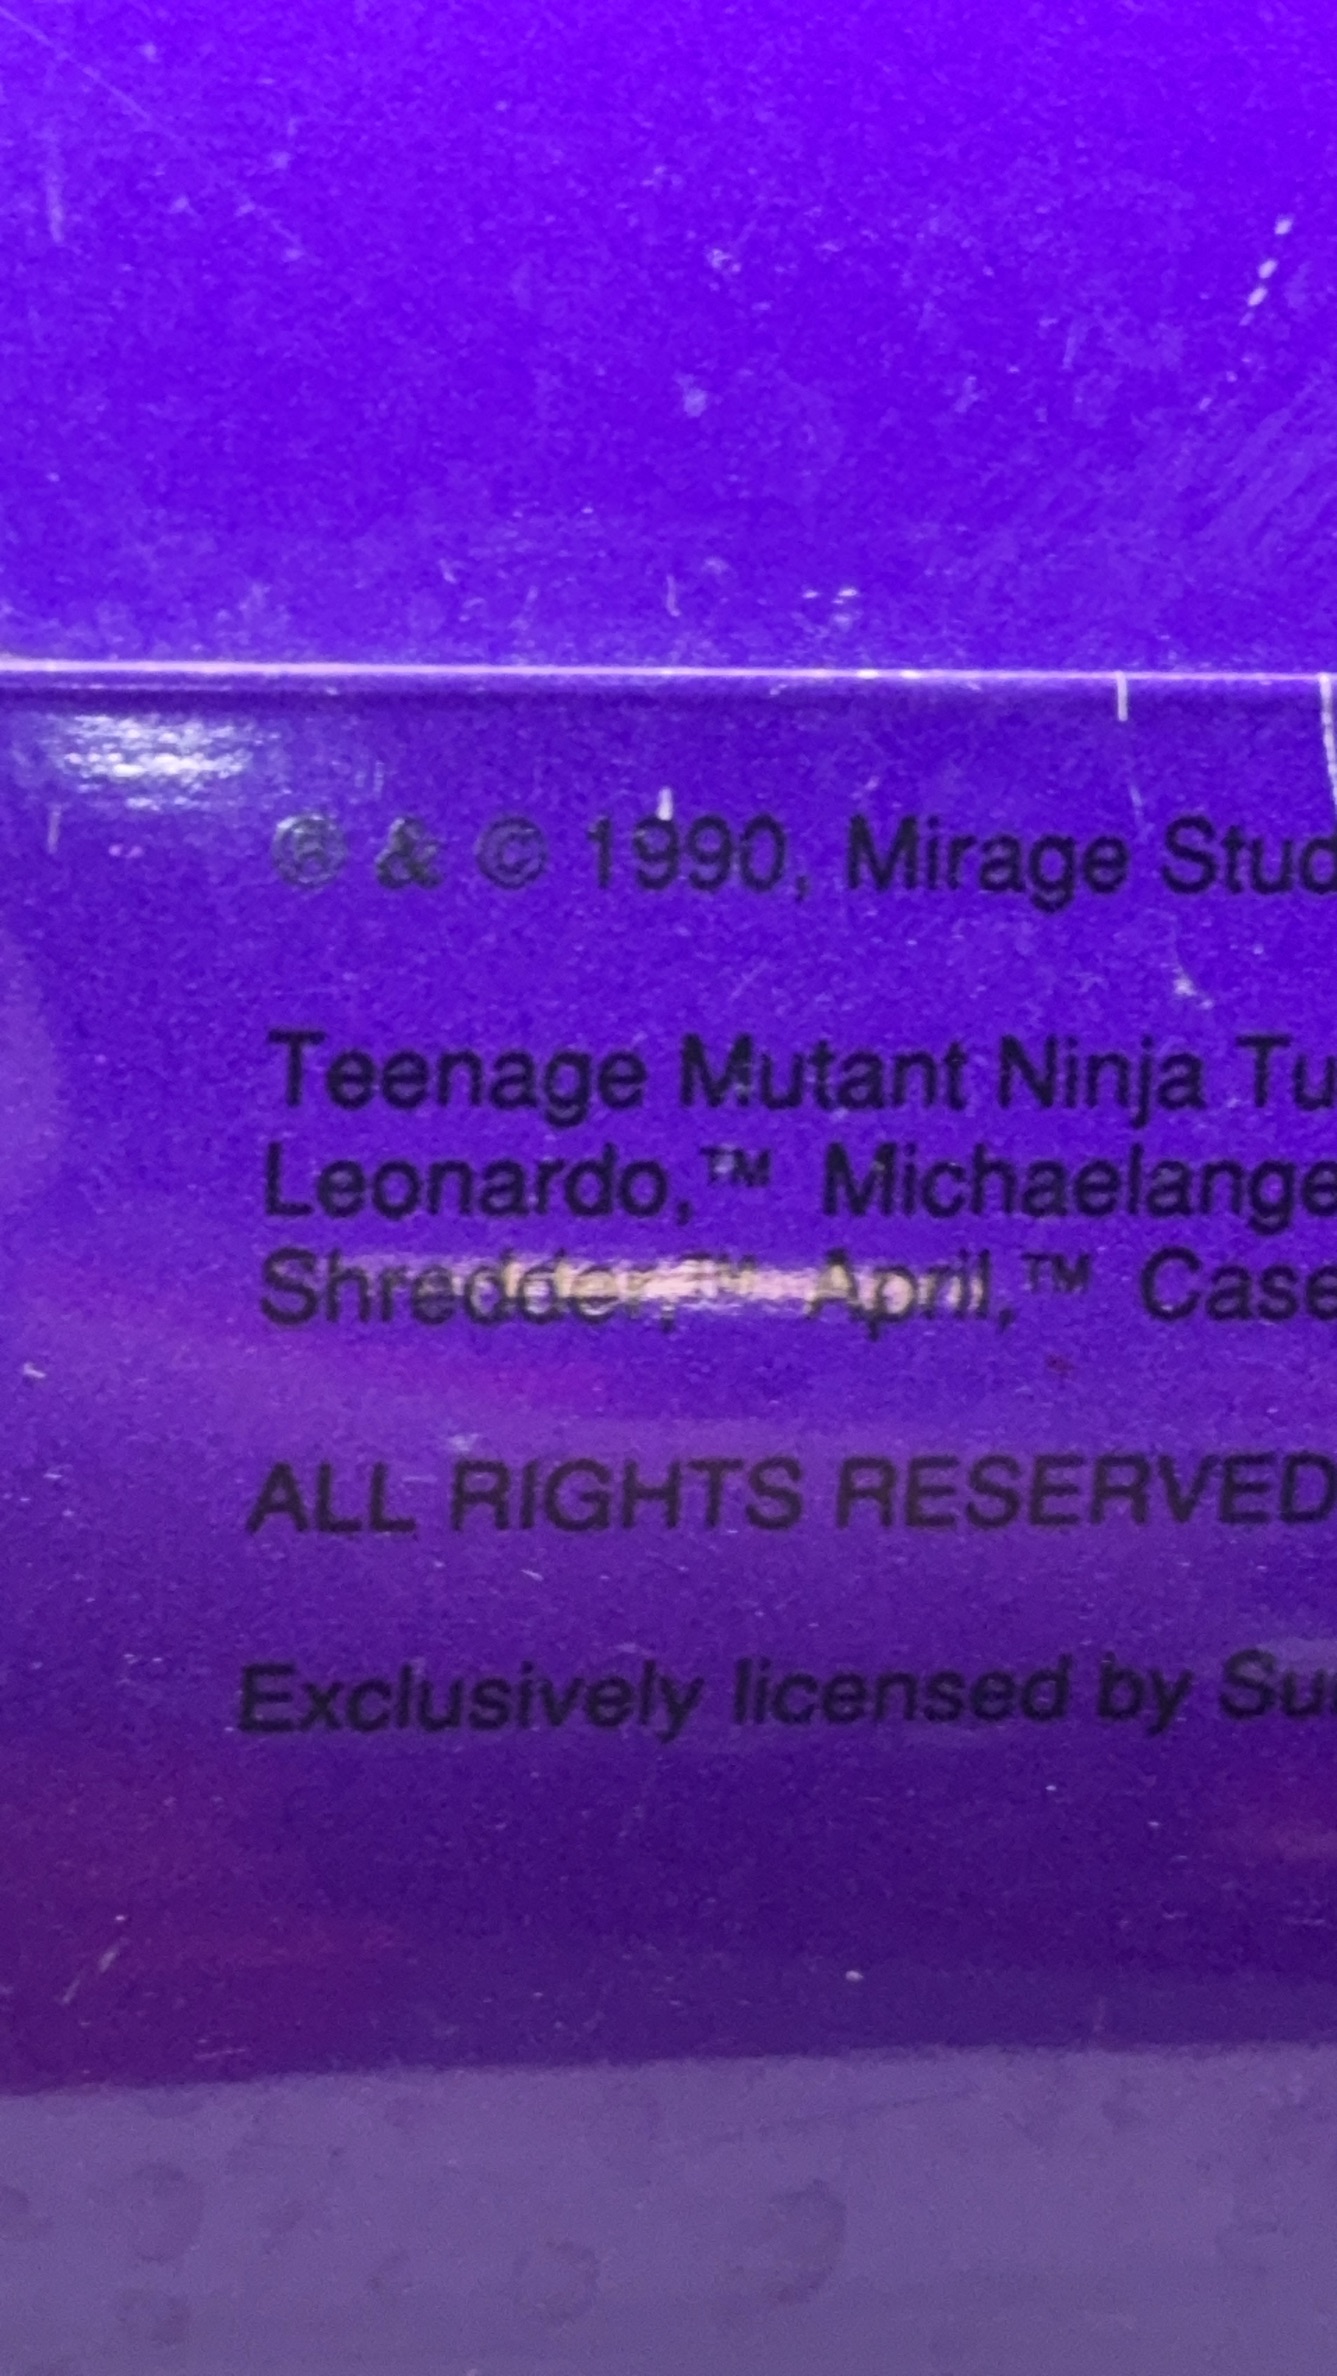 ® & © 1990, Mirage Stud
Teenage Mutant Ninja Tu
Leonardo,™ Michaelange
Shredder,™ April,™ Case
ALL RIGHTS RESERVED
Exclusively licensed by Su